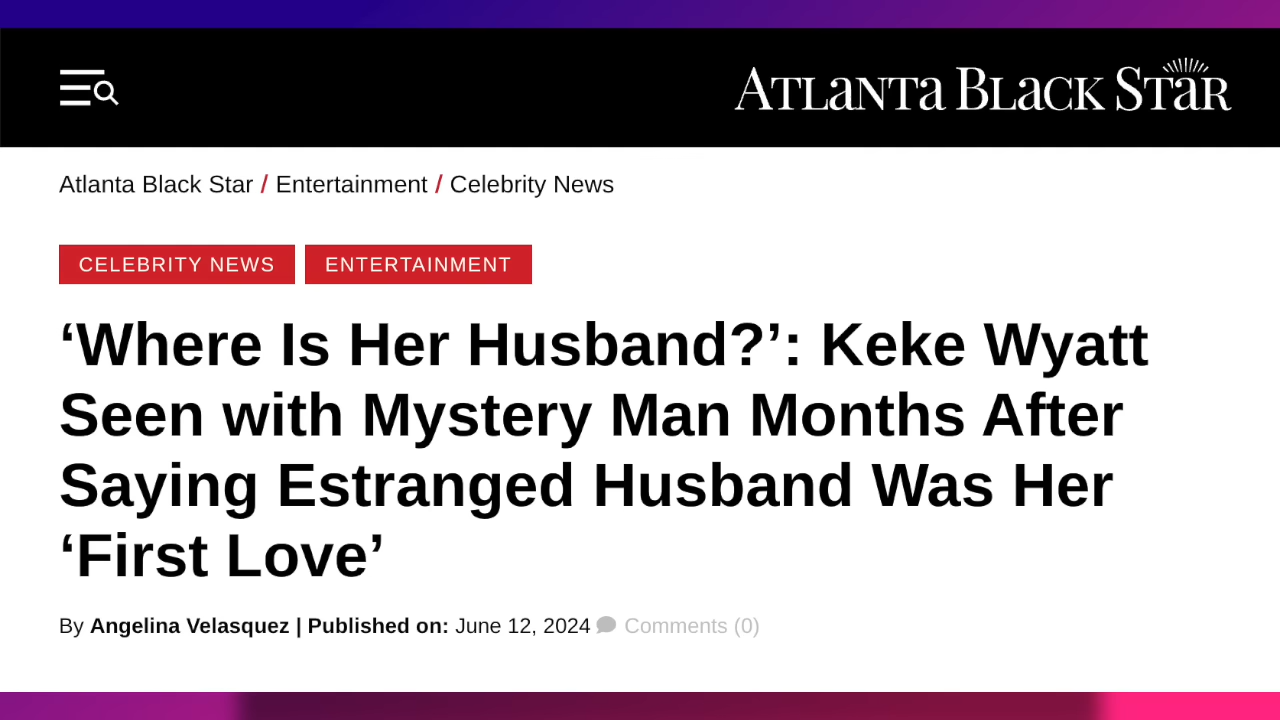 Atlanta Black Star
Atlanta Black Star / Entertainment / Celebrity News
CELEBRITY NEWS ENTERTAINMENT
‘Where Is Her Husband?’: Keke Wyatt
Seen with Mystery Man Months After
Saying Estranged Husband Was Her
‘First Love’
By Angelina Velasquez | Published on: June 12, 2024 Comments (0)